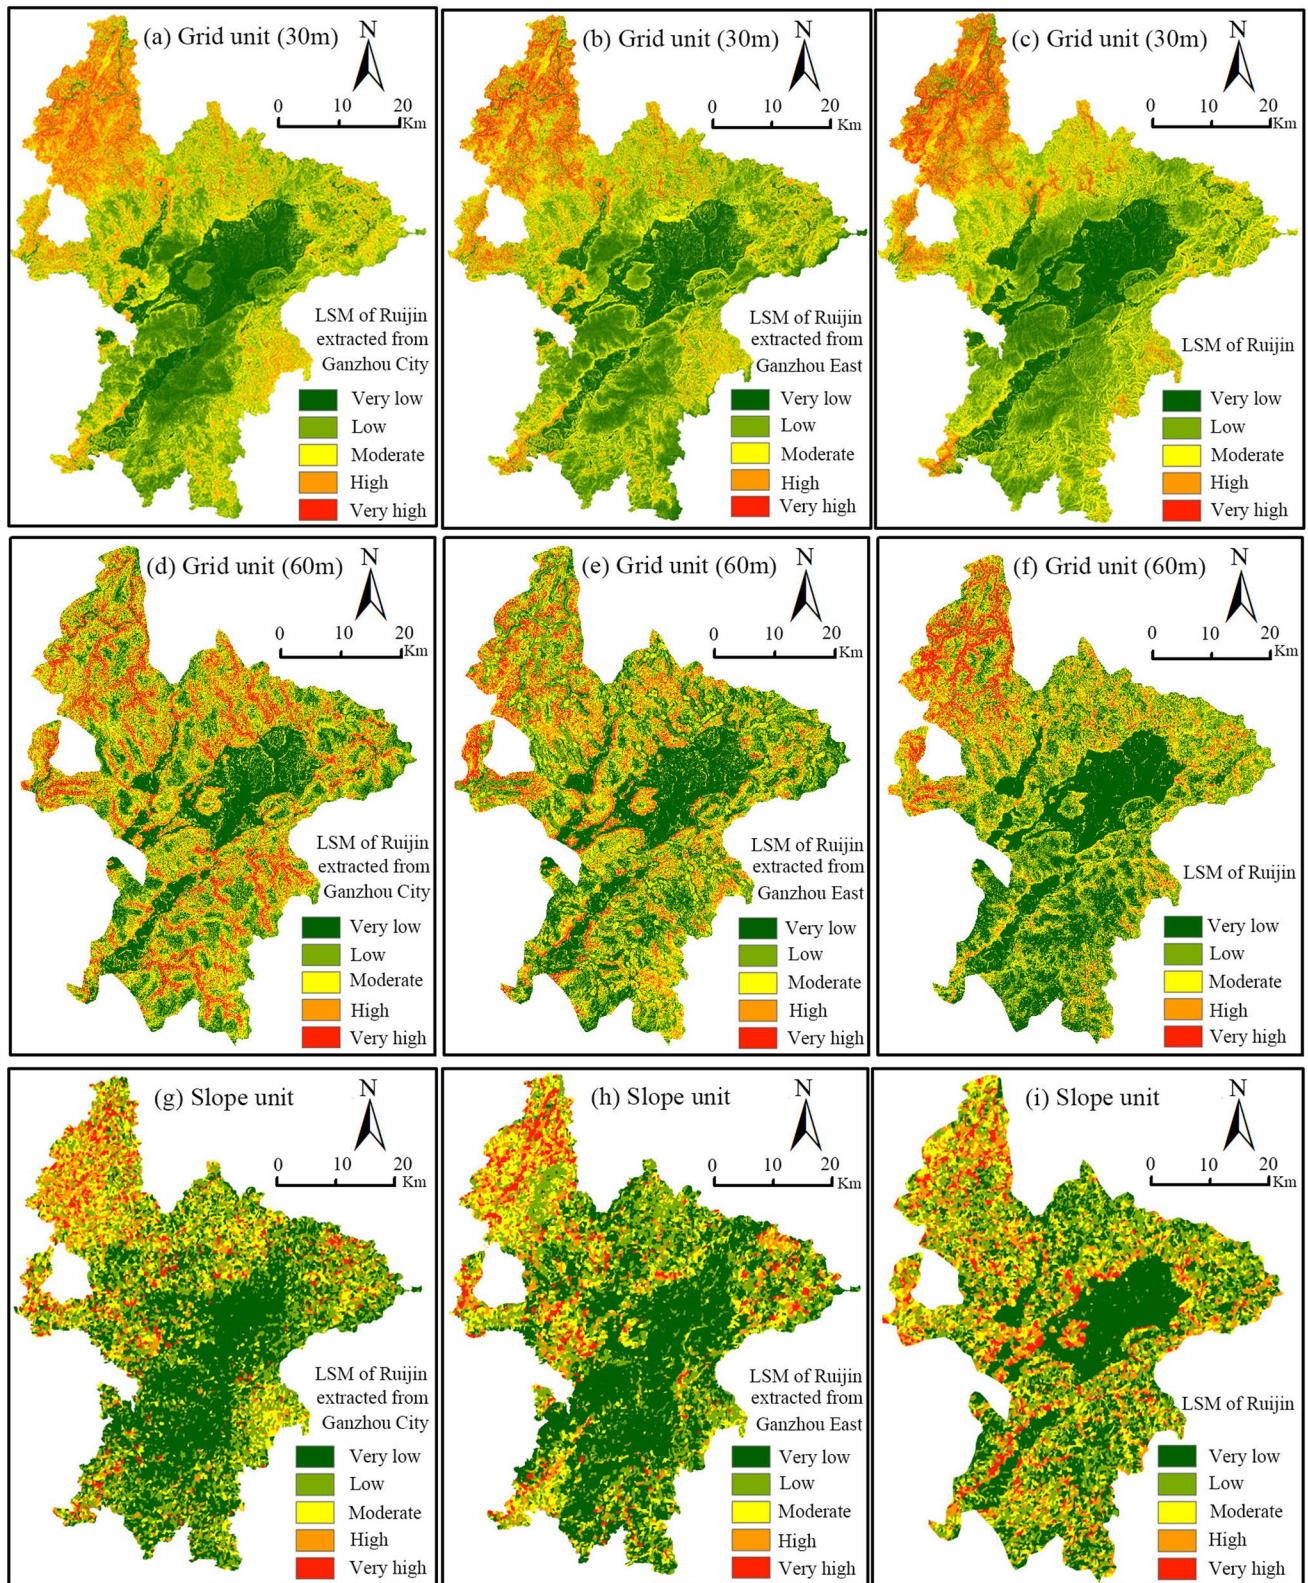 (a) Grid unit (30m)
N
0 10 20
Km
LSM of Ruijin
extracted from
Ganzhou City
Very low
Low
Moderate
High
Very high
(b) Grid unit (30m)
N
0 10 20
Km
LSM of Ruijin
extracted from
Ganzhou East
Very low
Low
Moderate
High
Very high
(c) Grid unit (30m)
N
0 10 20
Km
LSM of Ruijin
Very low
Low
Moderate
High
Very high
(d) Grid unit (60m)
N
0 10 20
Km
LSM of Ruijin
extracted from
Ganzhou City
Very low
Low
Moderate
High
Very high
(e) Grid unit (60m)
N
0 10 20
Km
LSM of Ruijin
extracted from
Ganzhou East
Very low
Low
Moderate
High
Very high
(f) Grid unit (60m)
N
0 10 20
Km
LSM of Ruijin
Very low
Low
Moderate
High
Very high
(g) Slope unit
N
0 10 20
Km
LSM of Ruijin
extracted from
Ganzhou City
Very low
Low
Moderate
High
Very high
(h) Slope unit
N
0 10 20
Km
LSM of Ruijin
extracted from
Ganzhou East
Very low
Low
Moderate
High
Very high
(i) Slope unit
N
0 10 20
Km
LSM of Ruijin
Very low
Low
Moderate
High
Very high